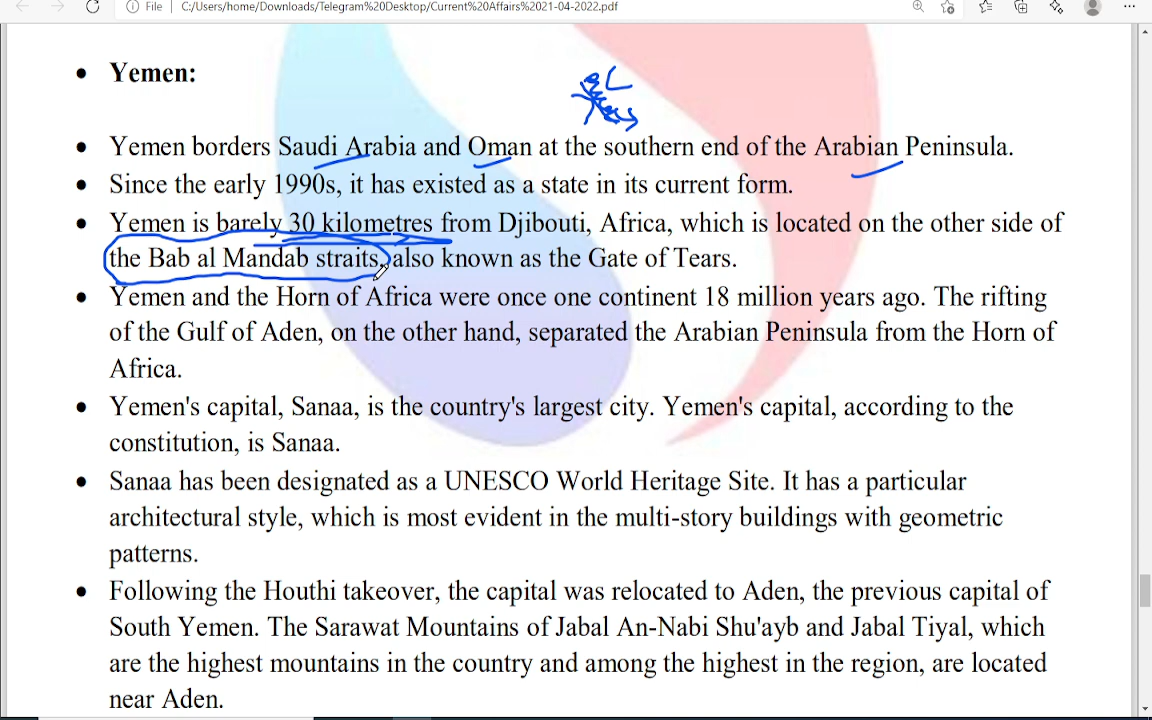 File | C:/Users/home/Downloads/Telegram%20Desktop/Current%20Affairs%2021-04-2022.pdf
• Yemen:
• Yemen borders Saudi Arabia and Oman at the southern end of the Arabian Peninsula.
• Since the early 1990s, it has existed as a state in its current form.
• Yemen is barely 30 kilometres from Djibouti, Africa, which is located on the other side of
the Bab al Mandab straits, also known as the Gate of Tears.
• Yemen and the Horn of Africa were once one continent 18 million years ago. The rifting
of the Gulf of Aden, on the other hand, separated the Arabian Peninsula from the Horn of
Africa.
• Yemen's capital, Sanaa, is the country's largest city. Yemen's capital, according to the
constitution, is Sanaa.
• Sanaa has been designated as a UNESCO World Heritage Site. It has a particular
architectural style, which is most evident in the multi-story buildings with geometric
patterns.
• Following the Houthi takeover, the capital was relocated to Aden, the previous capital of
South Yemen. The Sarawat Mountains of Jabal An-Nabi Shu'ayb and Jabal Tiyal, which
are the highest mountains in the country and among the highest in the region, are located
near Aden.